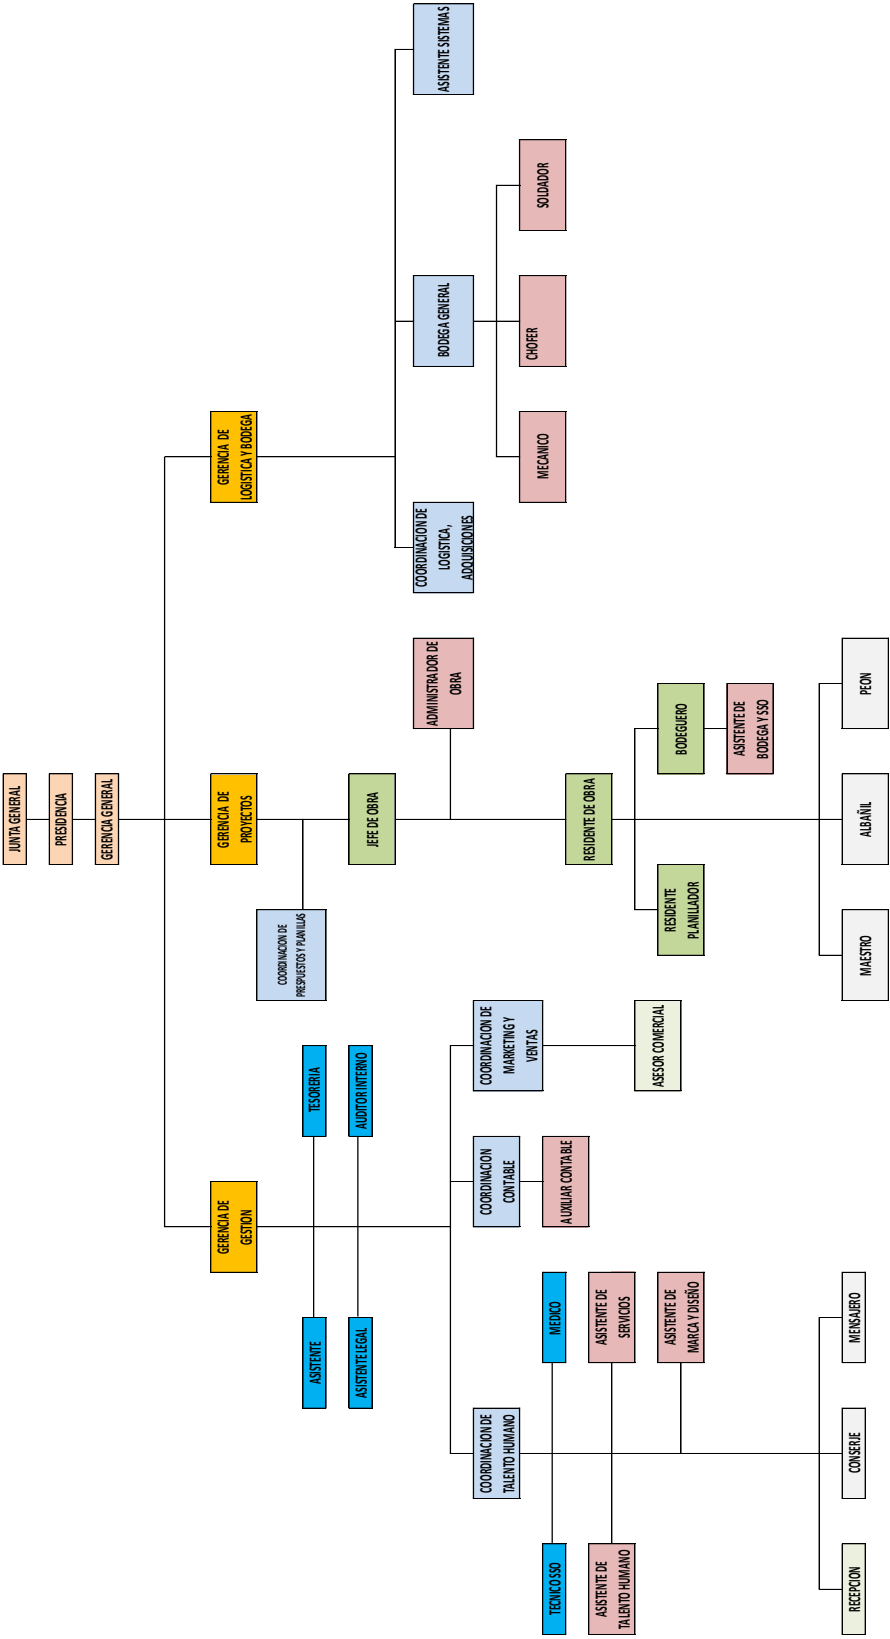 JUNTA GENERAL
PRESIDENCIA
GERENCIA GENERAL
GERENCIA DE
GESTION
GERENCIA DE
PROYECTOS
GERENCIA DE
LOGISTICA Y BODEGA
COORDINACION DE
PRESPUESTOS Y PLANILLAS
ASISTENTE
TESORERIA
ASISTENTE LEGAL
AUDITOR INTERNO
JEFE DE OBRA
ADMINISTRADOR DE
OBRA
COORDINACION DE
LOGISTICA,
ADQUISICIONES
BODEGA GENERAL
ASISTENTE SISTEMAS
COORDINACION DE
TALENTO HUMANO
COORDINACION
CONTABLE
COORDINACION DE
MARKETING Y
VENTAS
MECANICO
CHOFER
SOLDADOR
TECNICO SSO
MEDICO
AUXILIAR CONTABLE
RESIDENTE DE OBRA
ASISTENTE DE
TALENTO HUMANO
ASISTENTE DE
SERVICIOS
ASESOR COMERCIAL
ASISTENTE DE
MARCA Y DISEÑO
RESIDENTE
PLANILLADOR
BODEGUERO
ASISTENTE DE
BODEGA Y SSO
RECEPCION
CONSERJE
MENSAJERO
MAESTRO
ALBAÑIL
PEON